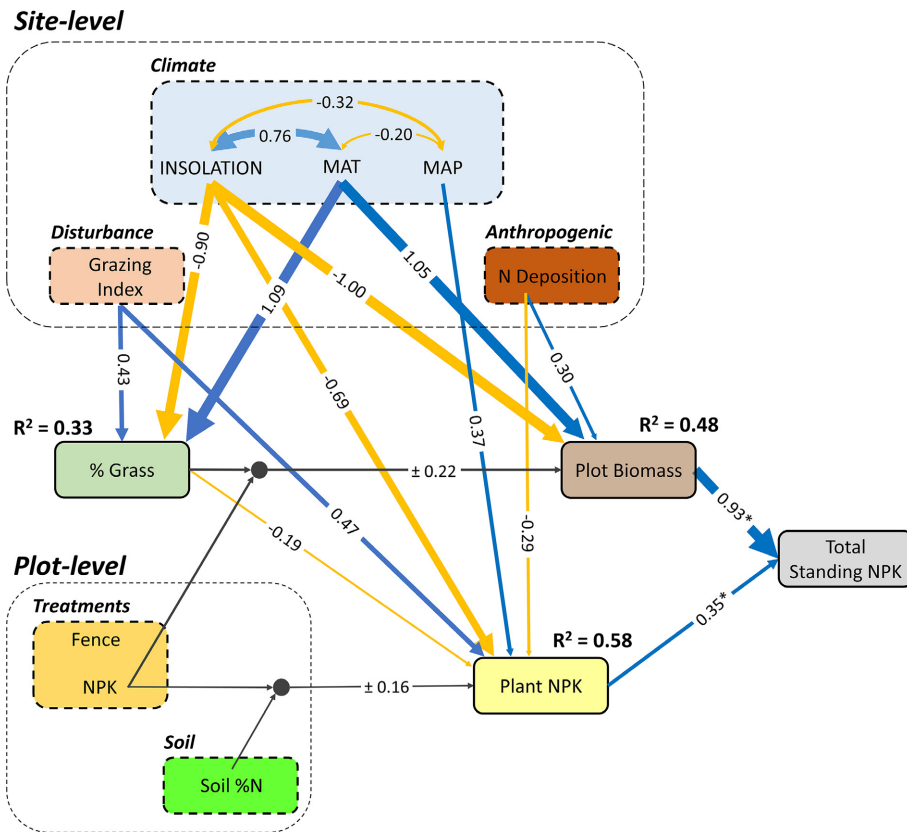 Site-level
Climate
-0.32
0.76
-0.20
INSOLATION MAT MAP
Disturbance
Anthropogenic
Grazing
Index
N Deposition
-0.90
1.09
-1.00
1.05
0.43
-0.69
0.37
0.30
R² = 0.33
R² = 0.48
% Grass
± 0.22
Plot Biomass
-0.19
0.47
-0.29
0.93*
Total
Standing NPK
0.35*
Plot-level
Treatments
Fence
NPK
± 0.16
R² = 0.58
Plant NPK
Soil
Soil %N